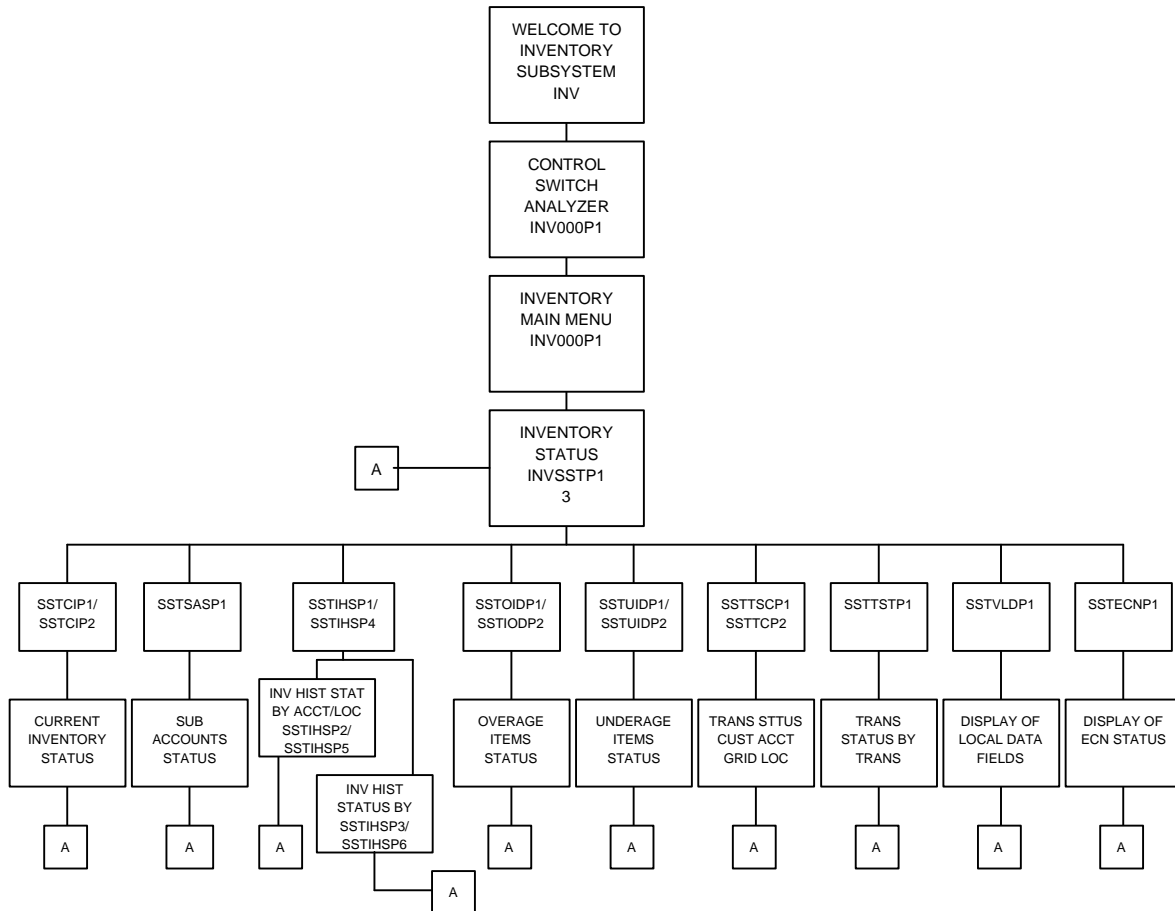 WELCOME TO
INVENTORY
SUBSYSTEM
INV
CONTROL
SWITCH
ANALYZER
INV000P1
INVENTORY
MAIN MENU
INV000P1
INVENTORY
STATUS
INVSSTP1
3
A
SSTCIP1/
SSTCIP2
SSTSASP1
SSTIHSP1/
SSTIHSP4
SSTOIDP1/
SSTIODP2
SSTUIDP1/
SSTUIDP2
SSTTSCP1
SSTTCP2
SSTTSTP1
SSTVLDP1
SSTECNP1
CURRENT
INVENTORY
STATUS
SUB
ACCOUNTS
STATUS
INV HIST STAT
BY ACCT/LOC
SSTIHSP2/
SSTIHSP5
INV HIST
STATUS BY
SSTIHSP3/
SSTIHSP6
OVERAGE
ITEMS
STATUS
UNDERAGE
ITEMS
STATUS
TRANS STTUS
CUST ACCT
GRID LOC
TRANS
STATUS BY
TRANS
DISPLAY OF
LOCAL DATA
FIELDS
DISPLAY OF
ECN STATUS
A
A
A
A
A
A
A
A
A
A